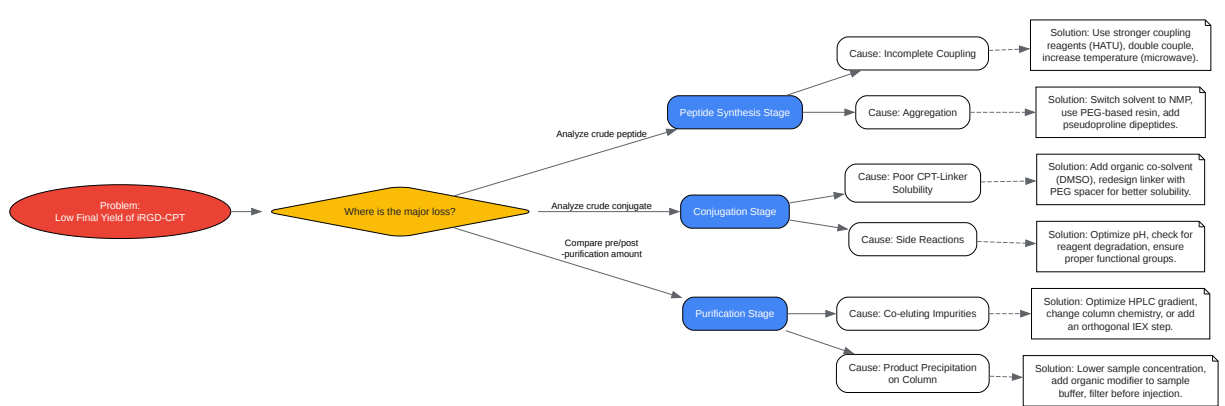 Problem:
Low Final Yield of iRGD-CPT
Where is the major loss?
Analyze crude peptide
Analyze crude conjugate
Compare pre/post
-purification amount
Peptide Synthesis Stage
Cause: Incomplete Coupling
Solution: Use stronger coupling
reagents (HATU), double couple,
increase temperature (microwave).
Cause: Aggregation
Solution: Switch solvent to NMP,
use PEG-based resin, add
pseudoproline dipeptides.
Conjugation Stage
Cause: Poor CPT-Linker
Solubility
Solution: Add organic co-solvent
(DMSO), redesign linker with
PEG spacer for better solubility.
Cause: Side Reactions
Solution: Optimize pH, check for
reagent degradation, ensure
proper functional groups.
Purification Stage
Cause: Co-eluting Impurities
Solution: Optimize HPLC gradient,
change column chemistry, or add
an orthogonal IEX step.
Cause: Product Precipitation
on Column
Solution: Lower sample concentration,
add organic modifier to sample
buffer, filter before injection.